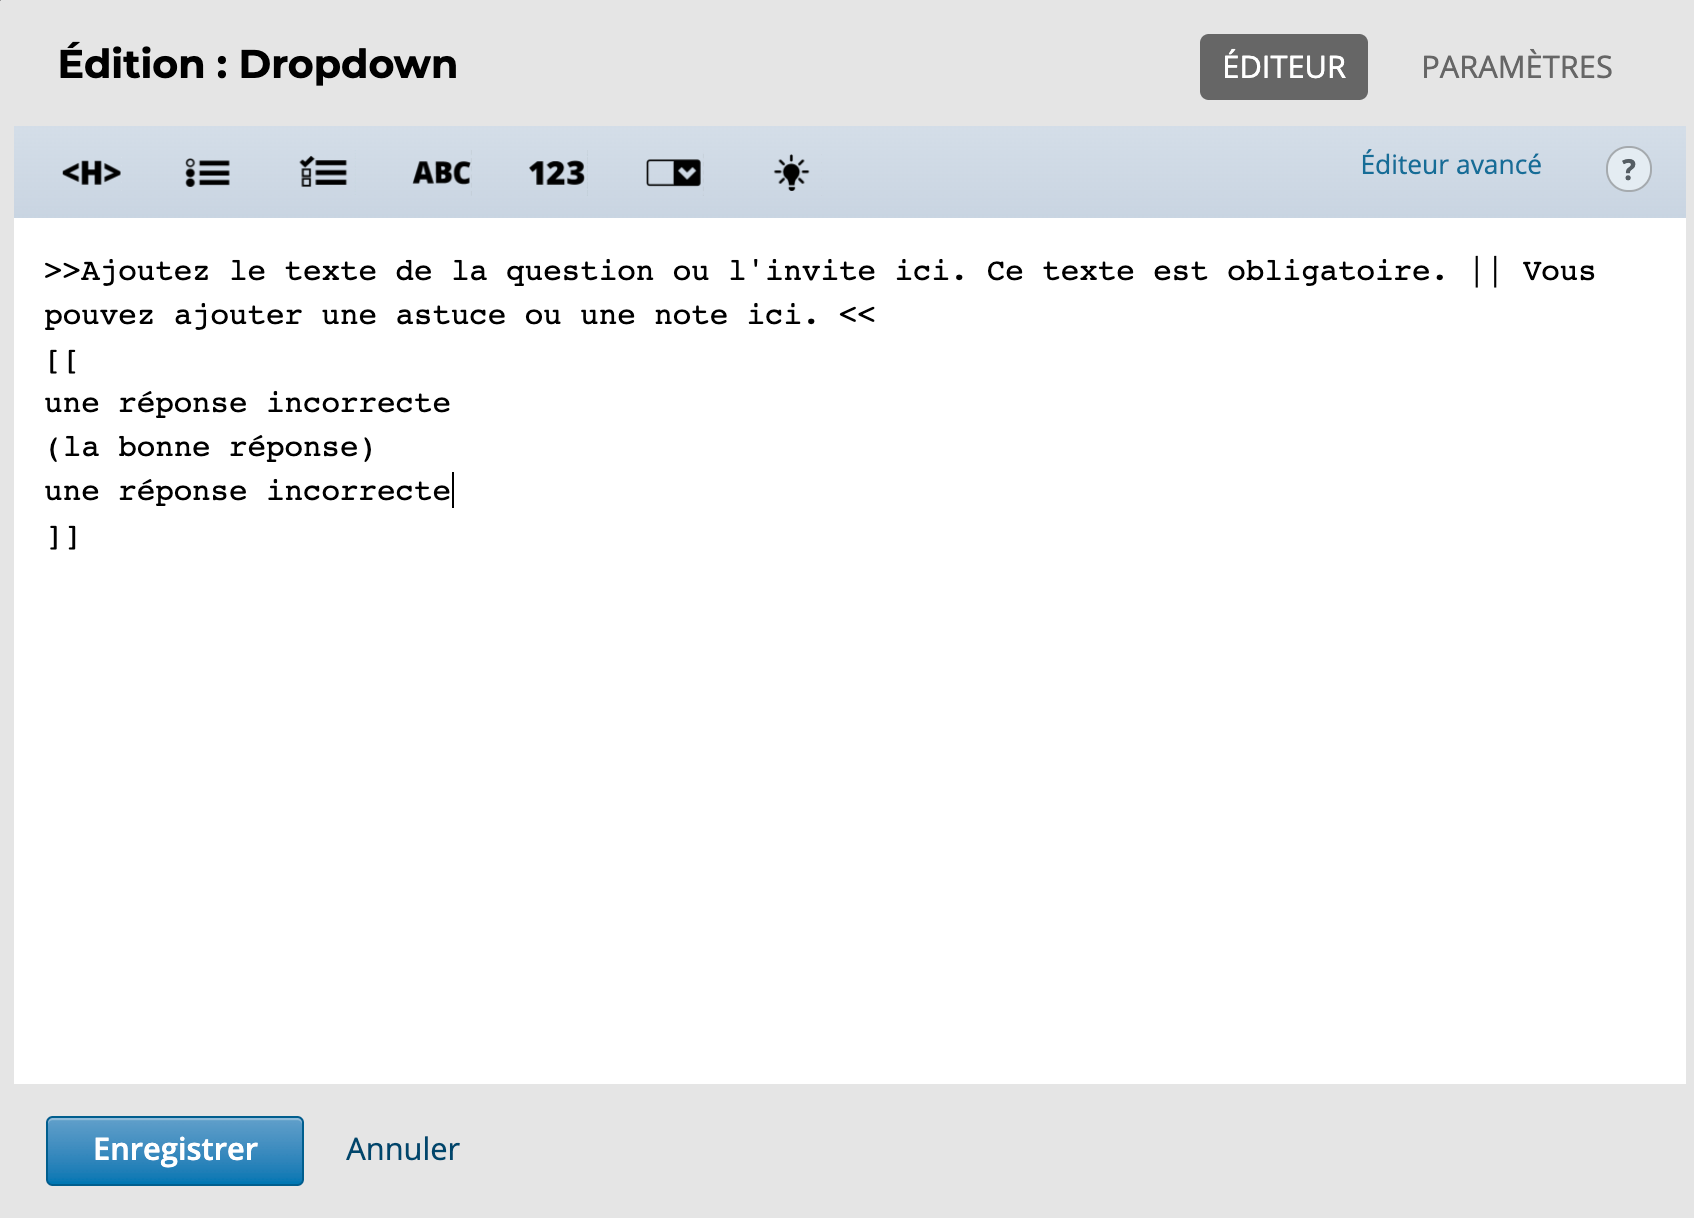 Édition : Dropdown
ÉDITEUR
PARAMÈTRES
<H>
ABC
123
Éditeur avancé
?
>>Ajoutez le texte de la question ou l'invite ici. Ce texte est obligatoire. || Vous
pouvez ajouter une astuce ou une note ici. <<
[[
une réponse incorrecte
(la bonne réponse)
une réponse incorrecte
]]
Enregistrer
Annuler